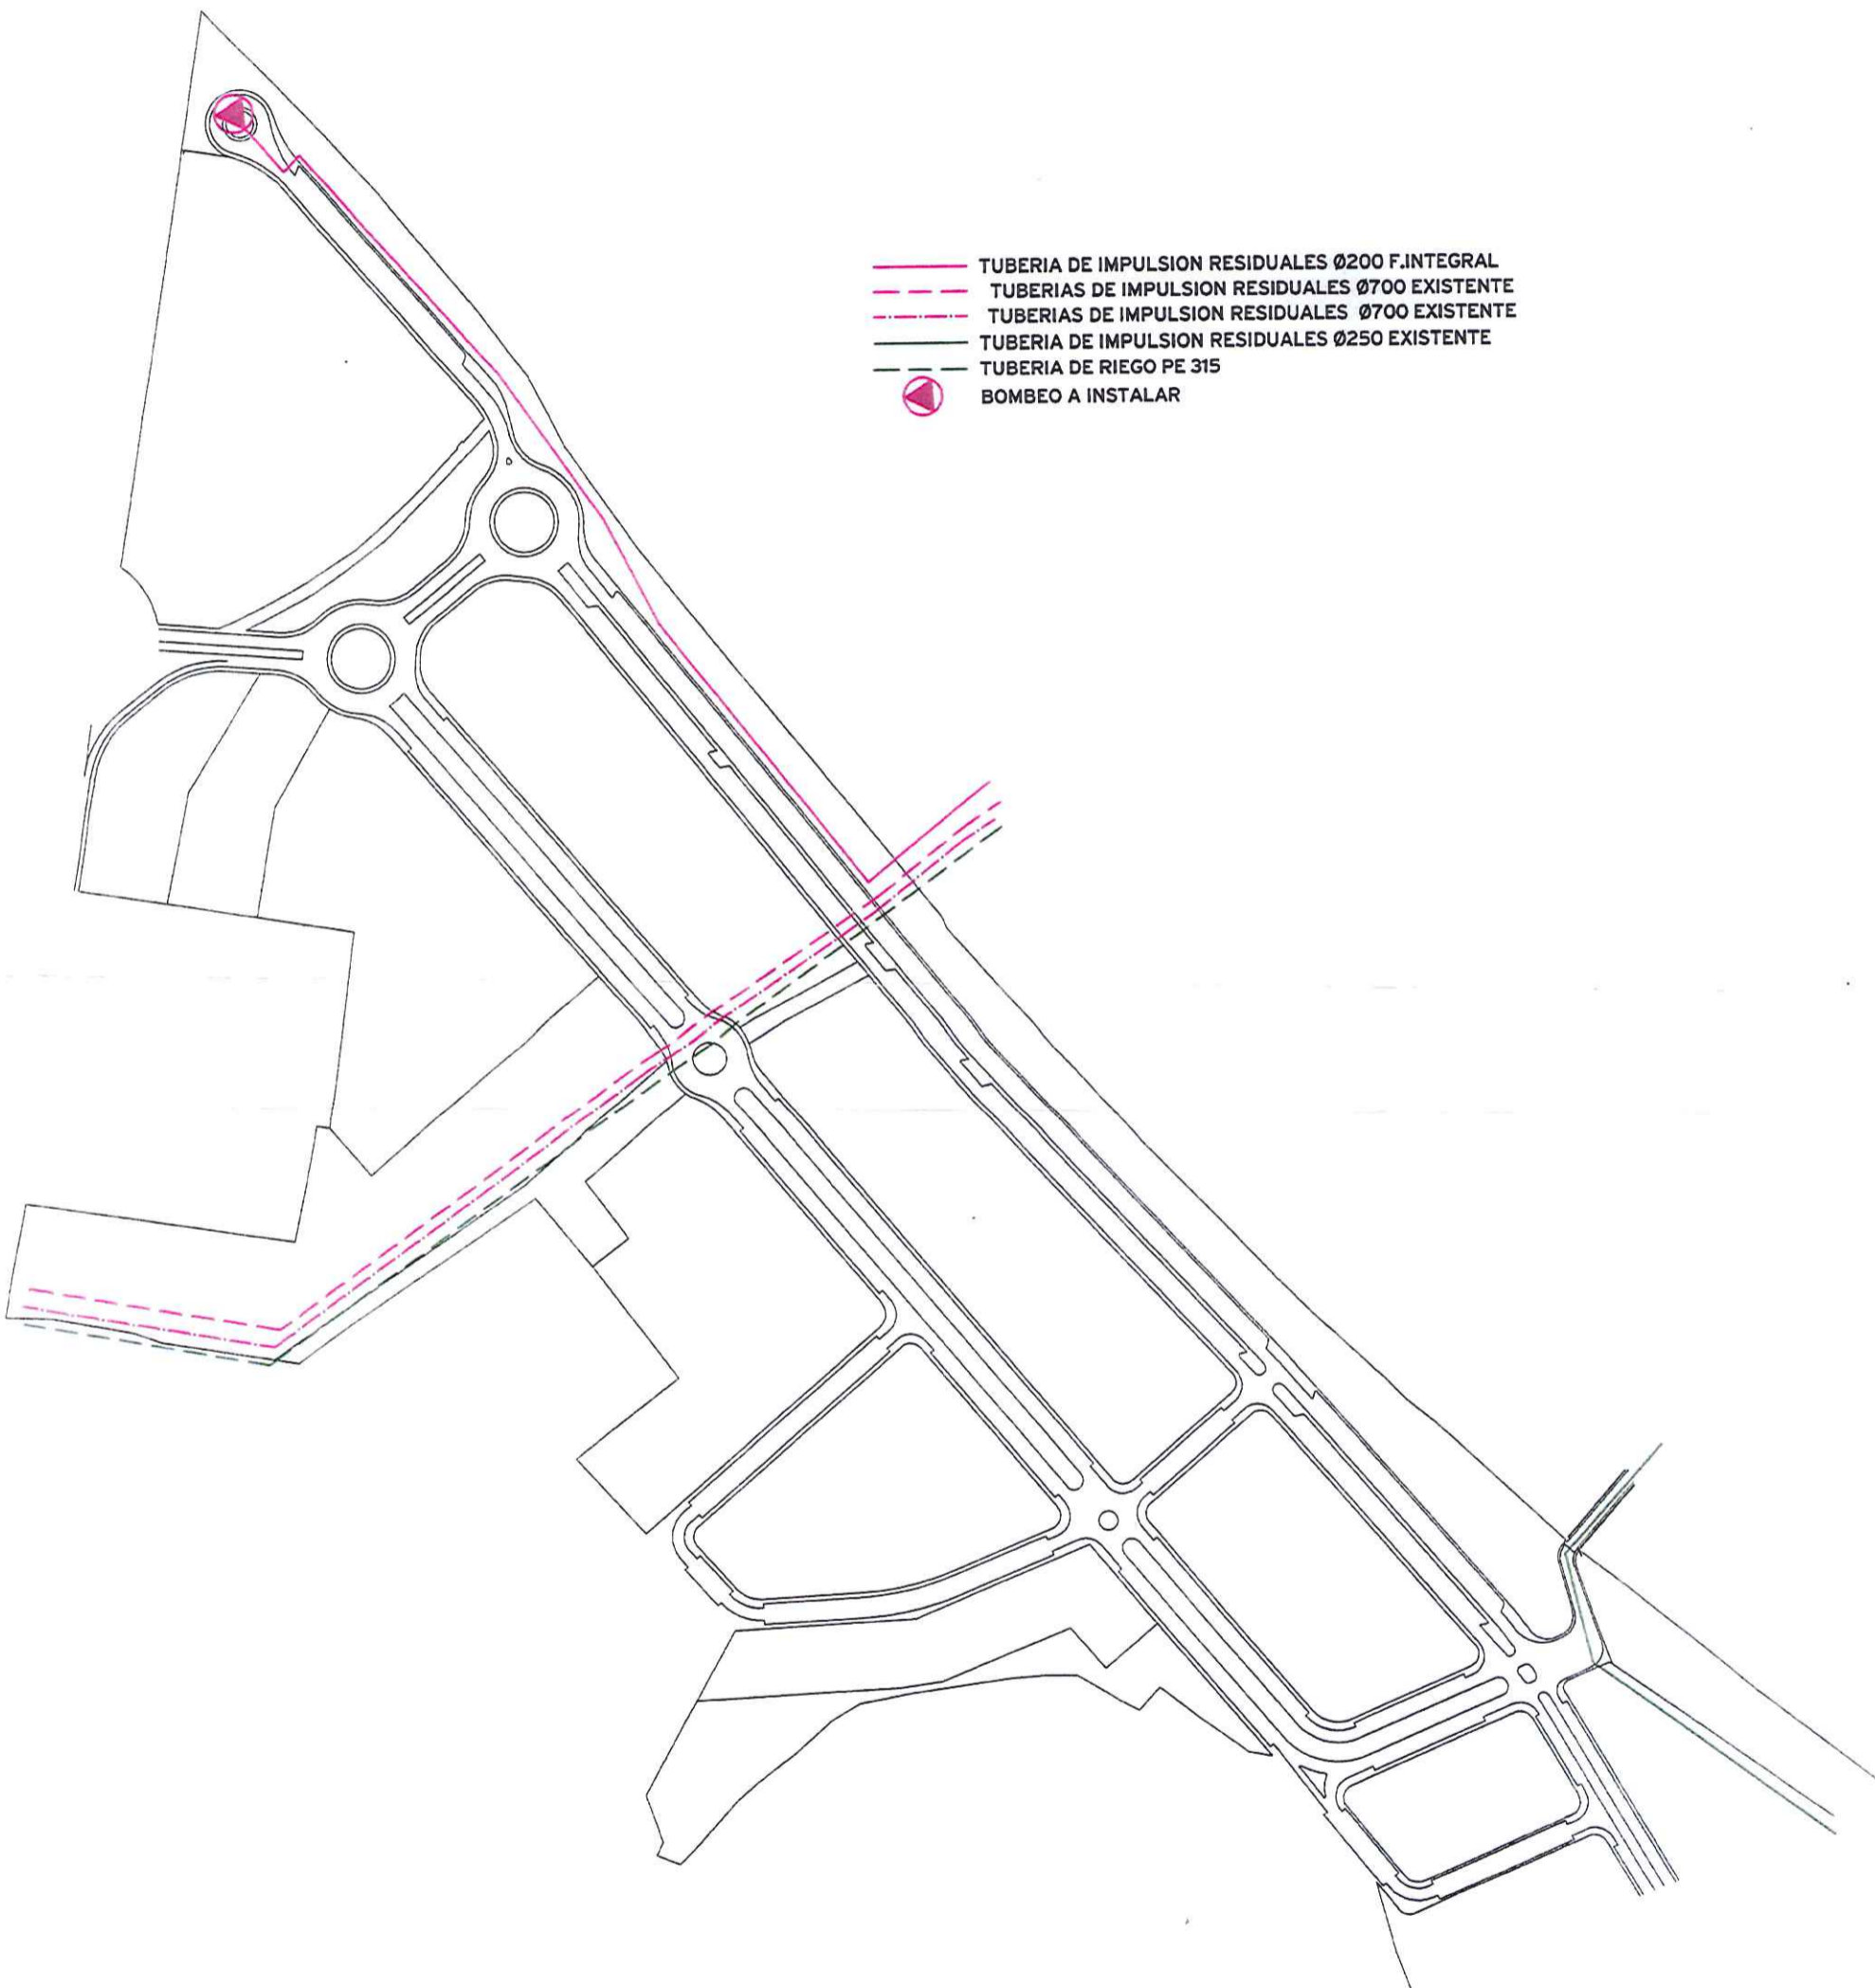 TUBERIA DE IMPULSION RESIDUALES Ø200 F.INTEGRAL
TUBERIAS DE IMPULSION RESIDUALES Ø700 EXISTENTE
TUBERIAS DE IMPULSION RESIDUALES Ø700 EXISTENTE
TUBERIA DE IMPULSION RESIDUALES Ø250 EXISTENTE
TUBERIA DE RIEGO PE 315
BOMBEO A INSTALAR